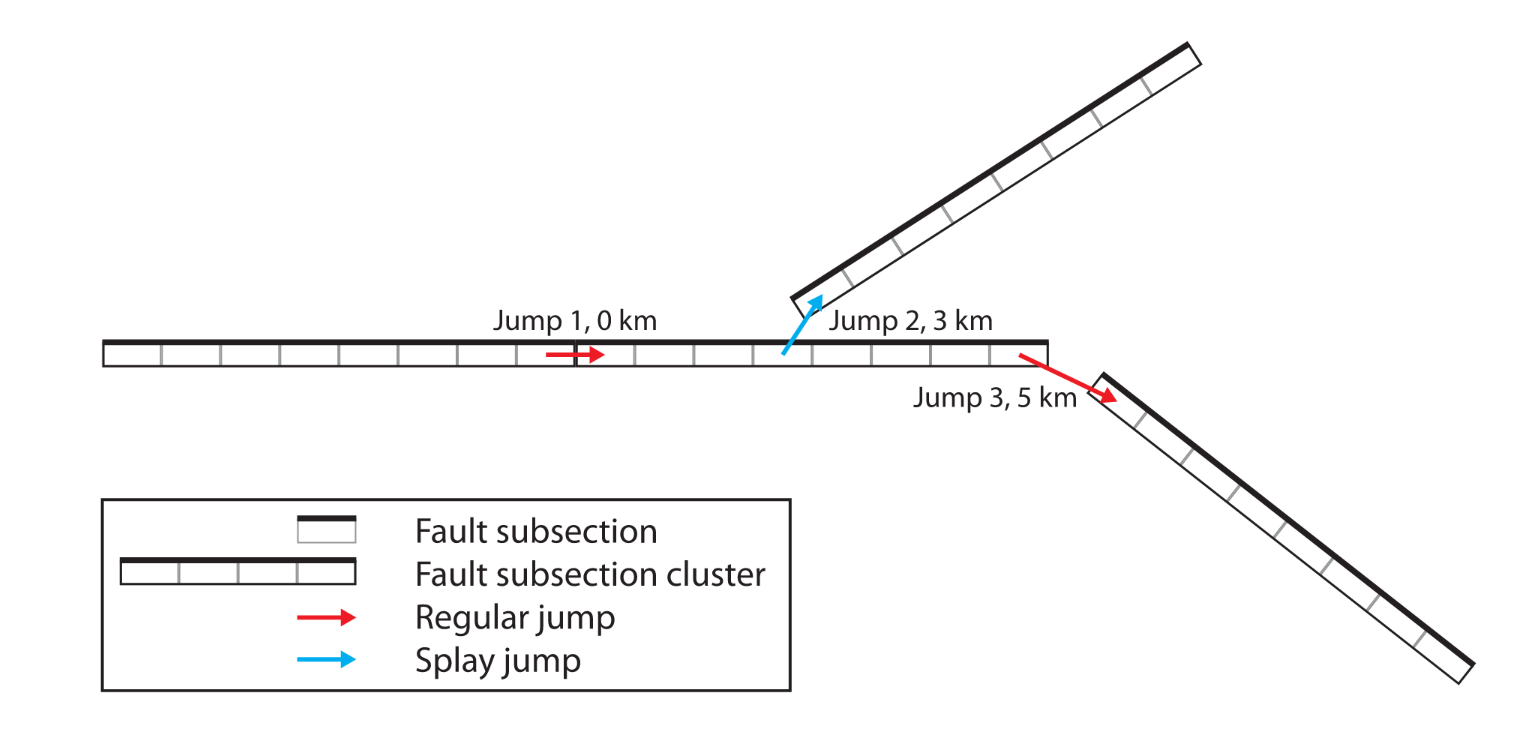 Jump 1, 0 km
Jump 2, 3 km
Jump 3, 5 km
Fault subsection
Fault subsection cluster
Regular jump
Splay jump